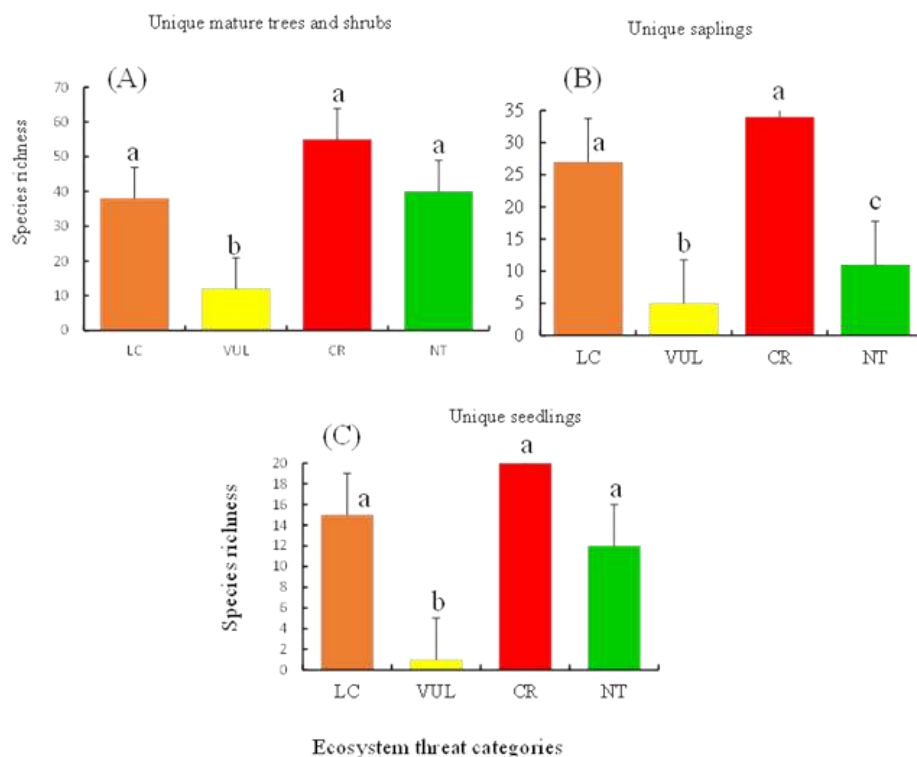 Unique mature trees and shrubs
Unique saplings
(A)
Species richness
70
60
50
40
30
20
10
0
a
b
a
a
LC VUL CR NT
(B)
35
30
25
20
15
10
5
0
a
b
a
c
LC VUL CR NT
Unique seedlings
(C)
Species richness
20
18
16
14
12
10
8
6
4
2
0
a
b
a
a
LC VUL CR NT
Ecosystem threat categories